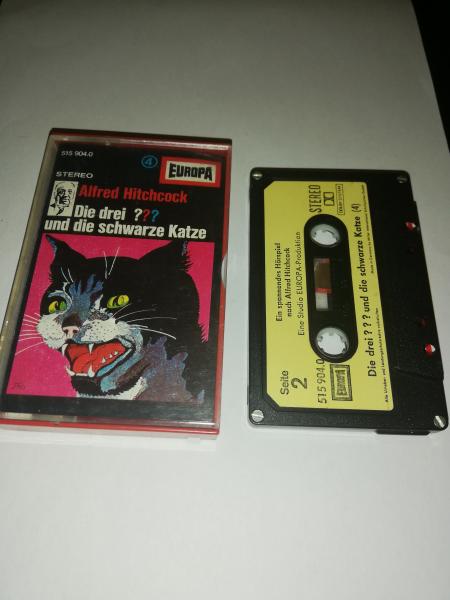 515 904.0
4
EUROPA
STEREO
Alfred Hitchcock
Die drei ???
und die schwarze Katze
STEREO
Ein spannendes Hörspiel
nach Alfred Hitchcock
Eine Studio EUROPA-Produktion
Seite
2
515 904.0
EUROPA
Die drei ? ? ? und die schwarze Katze (4)